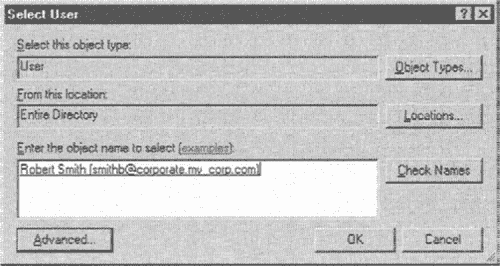 Select User
Select this object type:
User
Object Types...
From this location:
Entire Directory
Locations...
Enter the object name to select (examples):
Robert Smith (smithb@corporate.my_corp.com)
Check Names
Advanced...
OK
Cancel